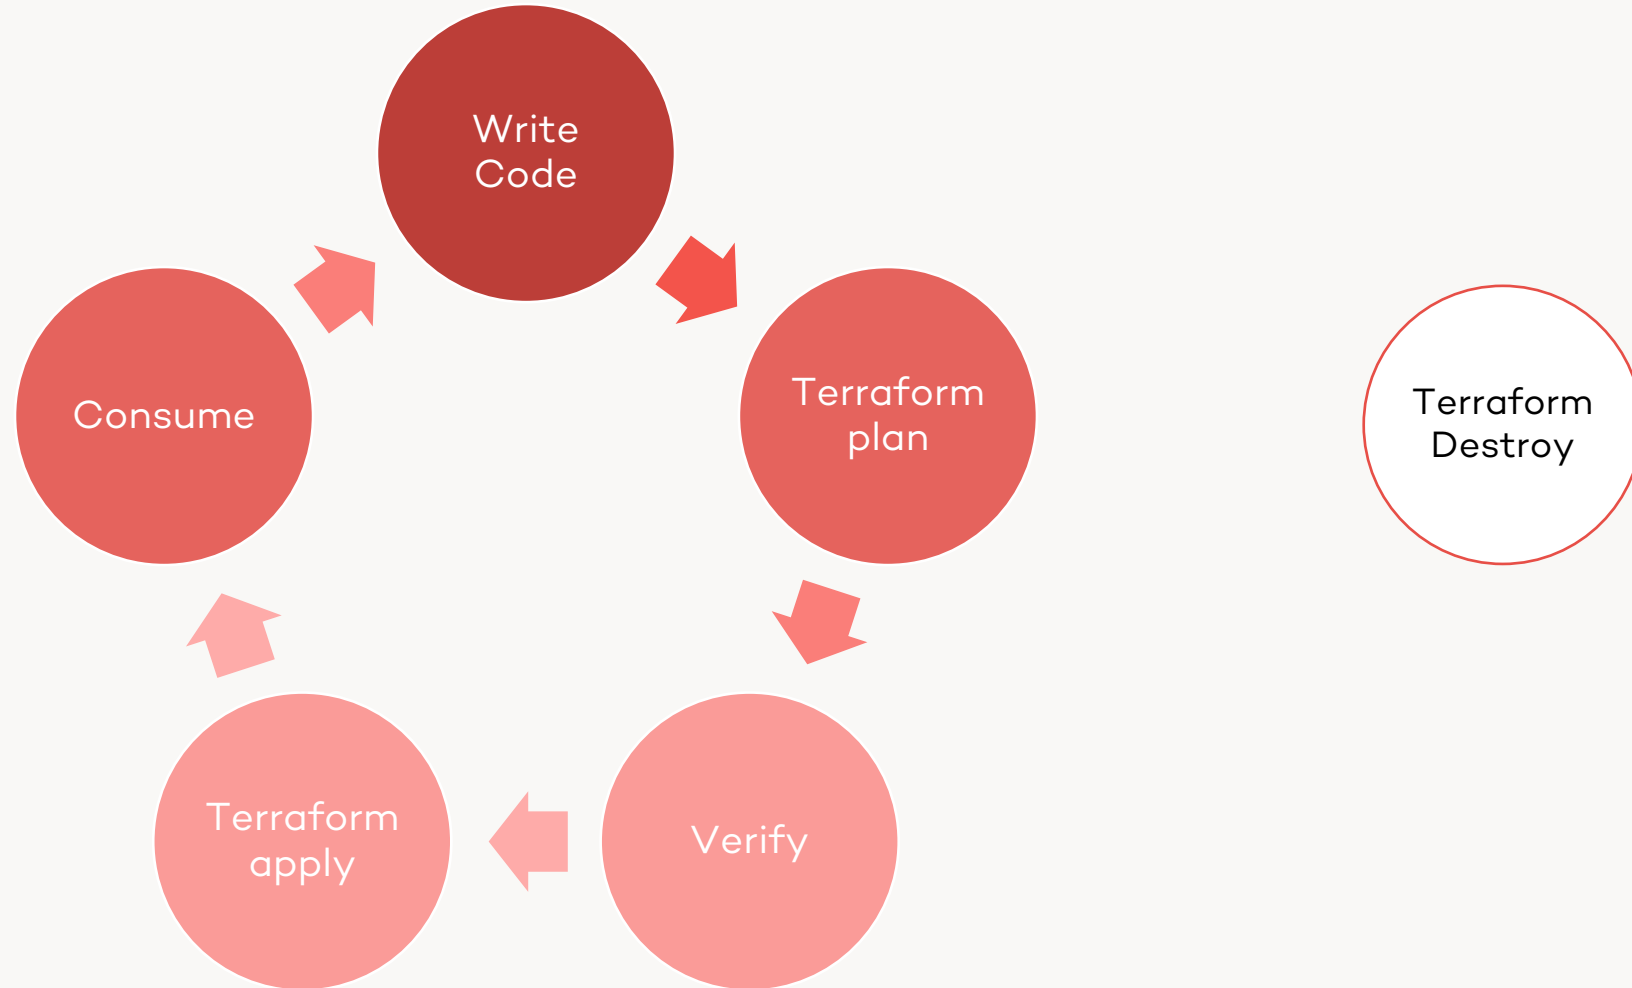 Write
Code
Terraform
plan
Verify
Terraform
apply
Consume
Terraform
Destroy